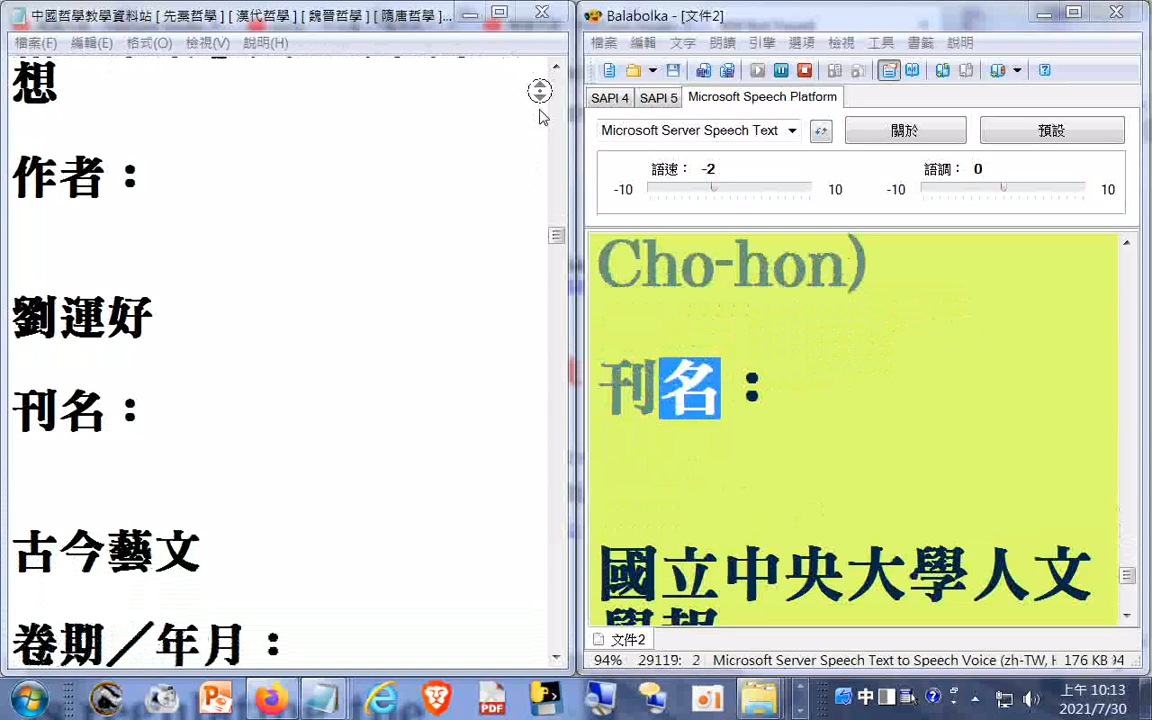 中國哲學教學資料站 [ 先秦哲學 ] [ 漢代哲學 ] [ 魏晉哲學 ] [ 隋唐哲學 ]...
檔案(F) 編輯(E) 格式(O) 檢視(V) 說明(H)
想
作者：
劉運好
刊名：
古今藝文
卷期／年月：
Balabolka - [文件2]
檔案 編輯 文字 朗讀 引擎 選項 檢視 工具 書籤 說明
SAPI 4 SAPI 5 Microsoft Speech Platform
Microsoft Server Speech Text 關於 預設
語速： -2 語調： 0
-10 10 -10 10
Cho-hon)
刊名：
國立中央大學人文
學報
文件2
94% 29119: 2 Microsoft Server Speech Text to Speech Voice (zh-TW, H 176 KB 94
PDF 中 上午 10:13
2021/7/30